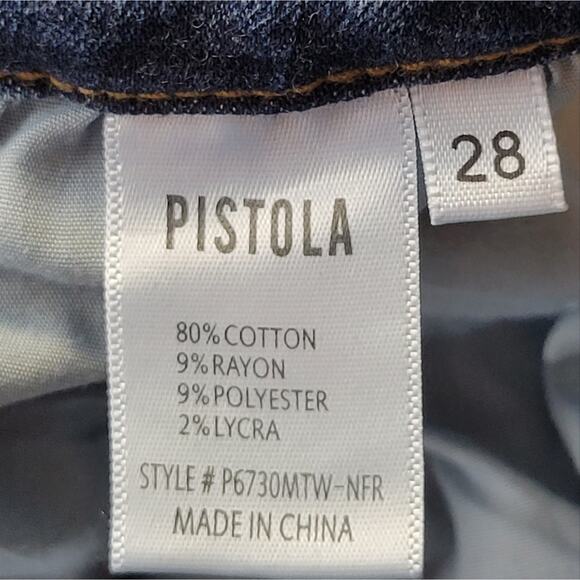 PISTOLA
28
80% COTTON
9% RAYON
9% POLYESTER
2% LYCRA
STYLE # P6730MTW-NFR
MADE IN CHINA